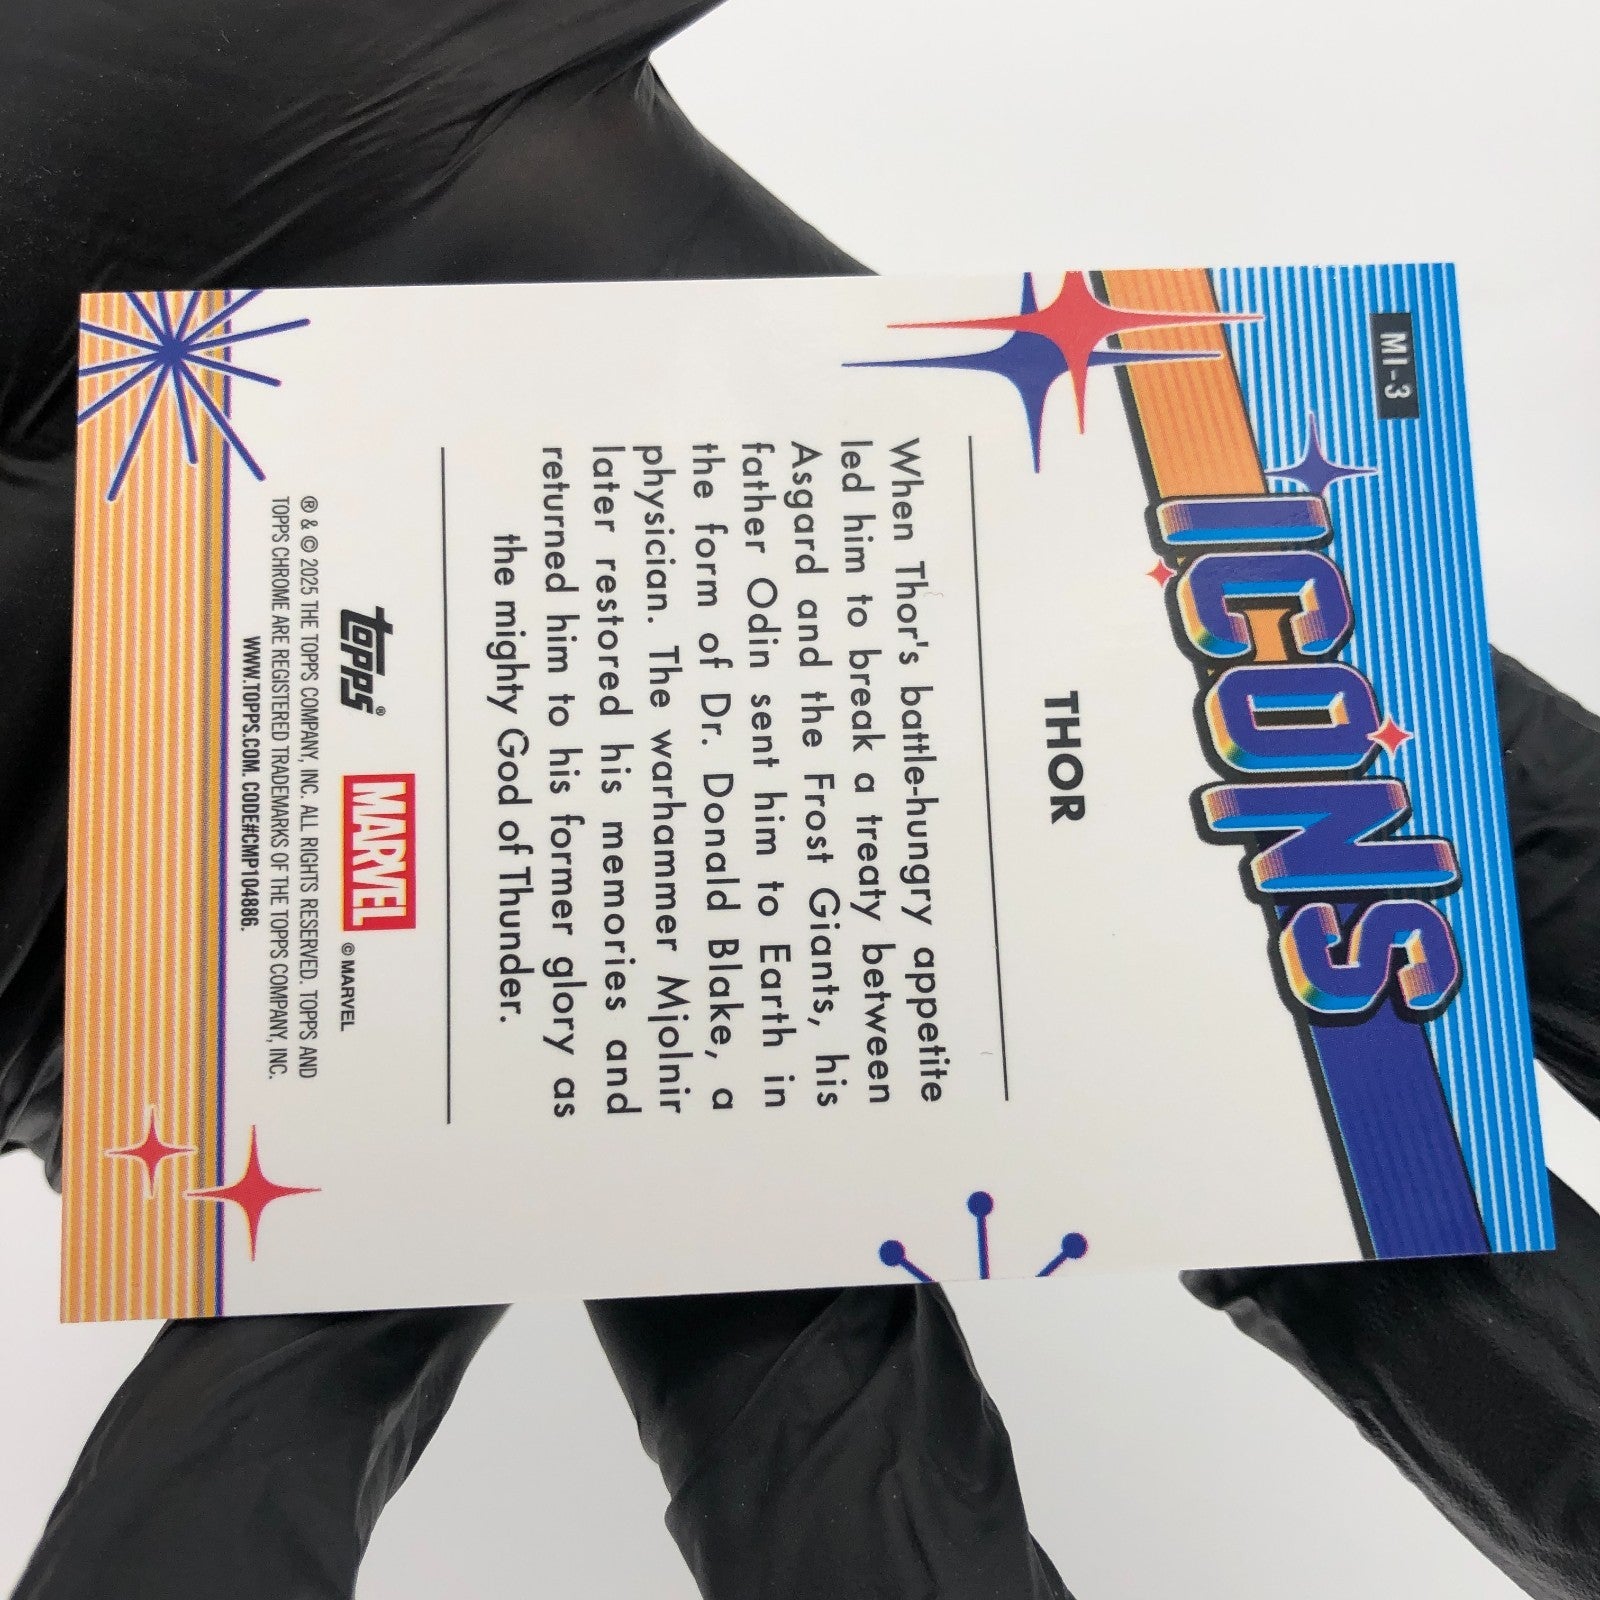 MI-3
ICONS
THOR
When Thor's battle-hungry appetite
led him to break a treaty between
Asgard and the Frost Giants, his
father Odin sent him to Earth in
the form of Dr. Donald Blake, a
physician. The warhammer Mjolnir
later restored his memories and
returned him to his former glory as
the mighty God of Thunder.
topps® MARVEL © MARVEL
® & © 2025 THE TOPPS COMPANY, INC. ALL RIGHTS RESERVED. TOPPS AND
TOPPS CHROME ARE REGISTERED TRADEMARKS OF THE TOPPS COMPANY, INC.
WWW.TOPPS.COM. CODE#CMP104886.